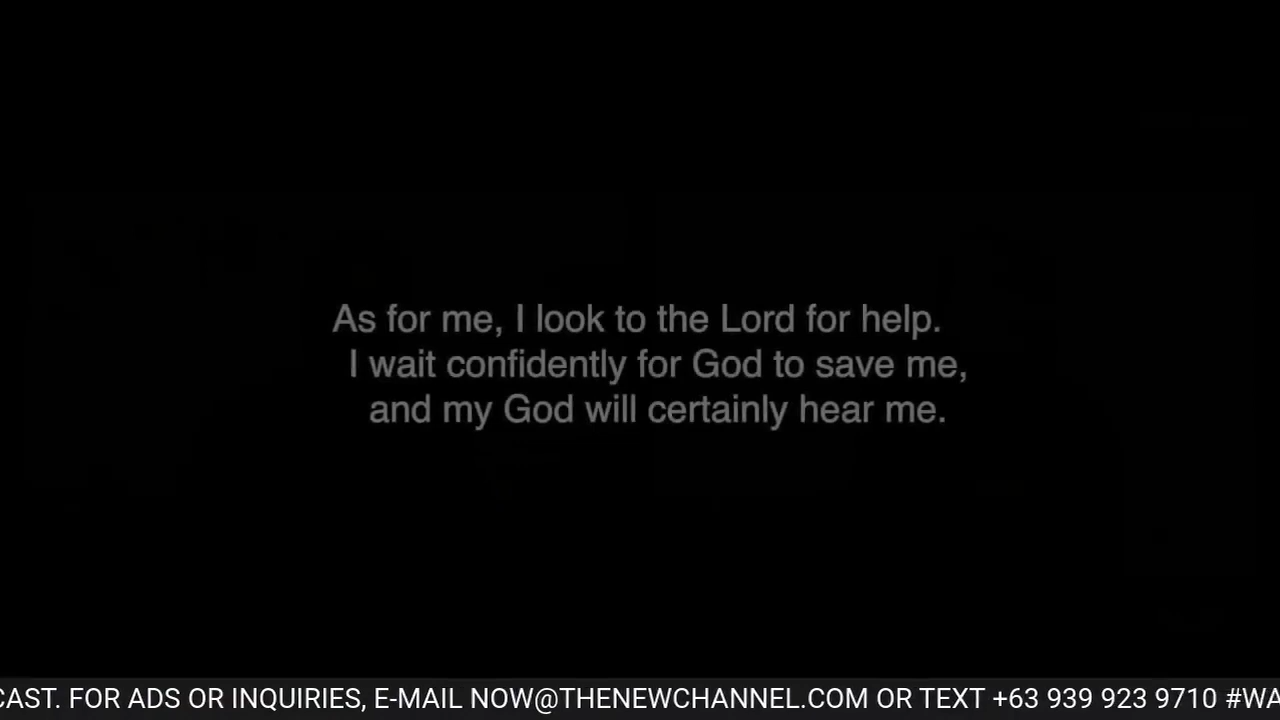 As for me, I look to the Lord for help.
I wait confidently for God to save me,
and my God will certainly hear me.
CAST. FOR ADS OR INQUIRIES, E-MAIL NOW@THENEWCHANNEL.COM OR TEXT +63 939 923 9710 #WA